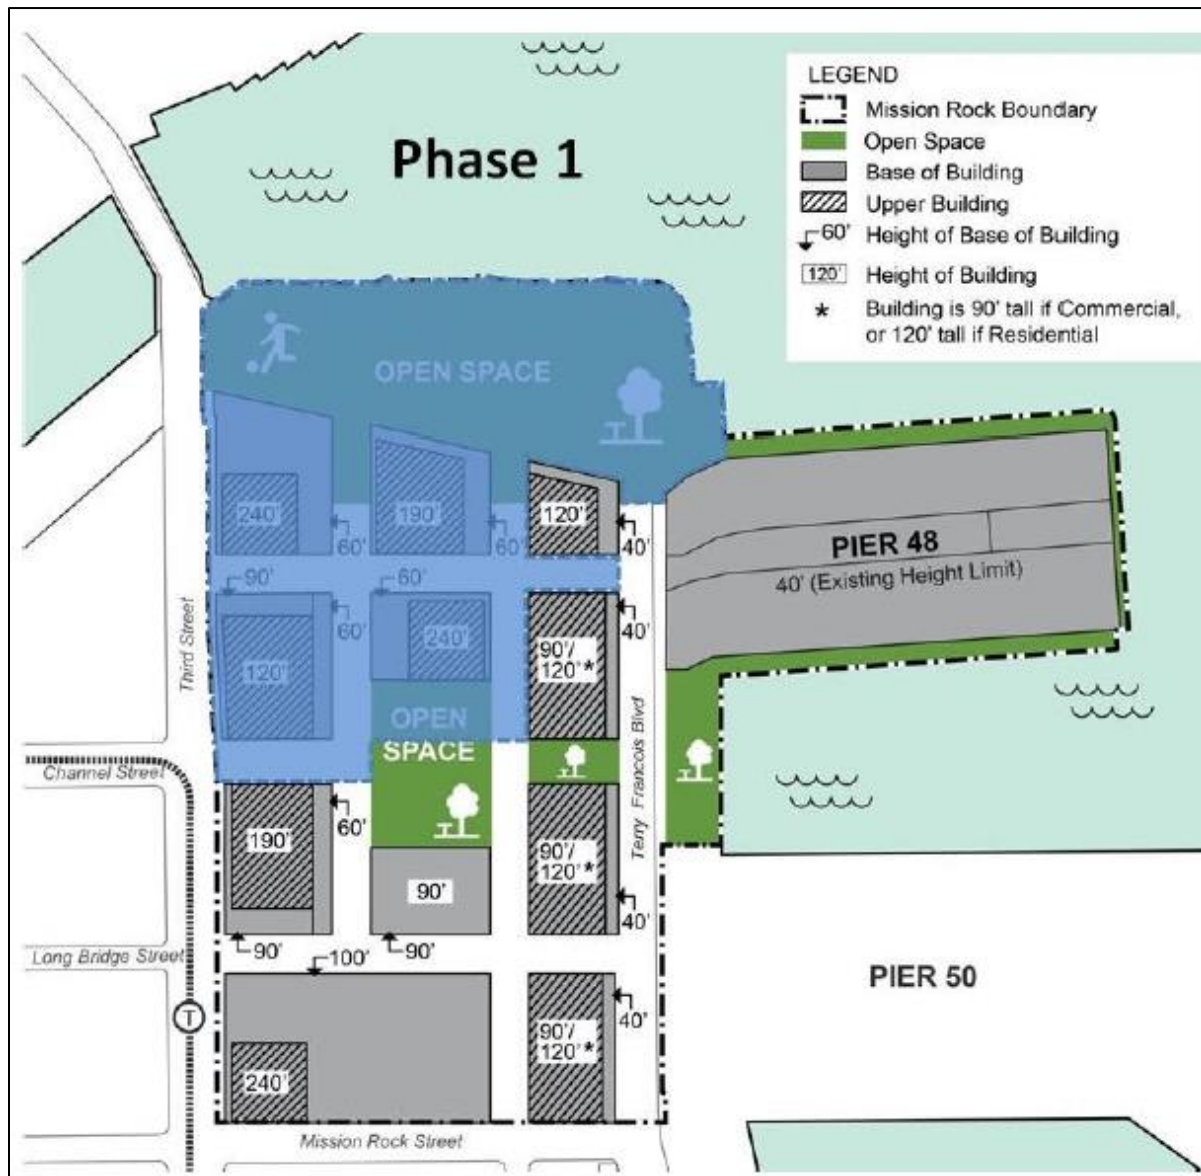 Phase 1
LEGEND
Mission Rock Boundary
Open Space
Base of Building
Upper Building
60' Height of Base of Building
120' Height of Building
* Building is 90' tall if Commercial,
or 120' tall if Residential
OPEN SPACE
240'
60'
190'
60'
120'
40'
PIER 48
40' (Existing Height Limit)
90'
60'
120'
60'
240'
90'/
120'*
40'
Third Street
OPEN
SPACE
Terry Francois Blvd
Channel Street
190'
60'
90'
90'/
120'*
40'
Long Bridge Street
90'
100'
90'
PIER 50
T
240'
90'/
120'*
40'
Mission Rock Street